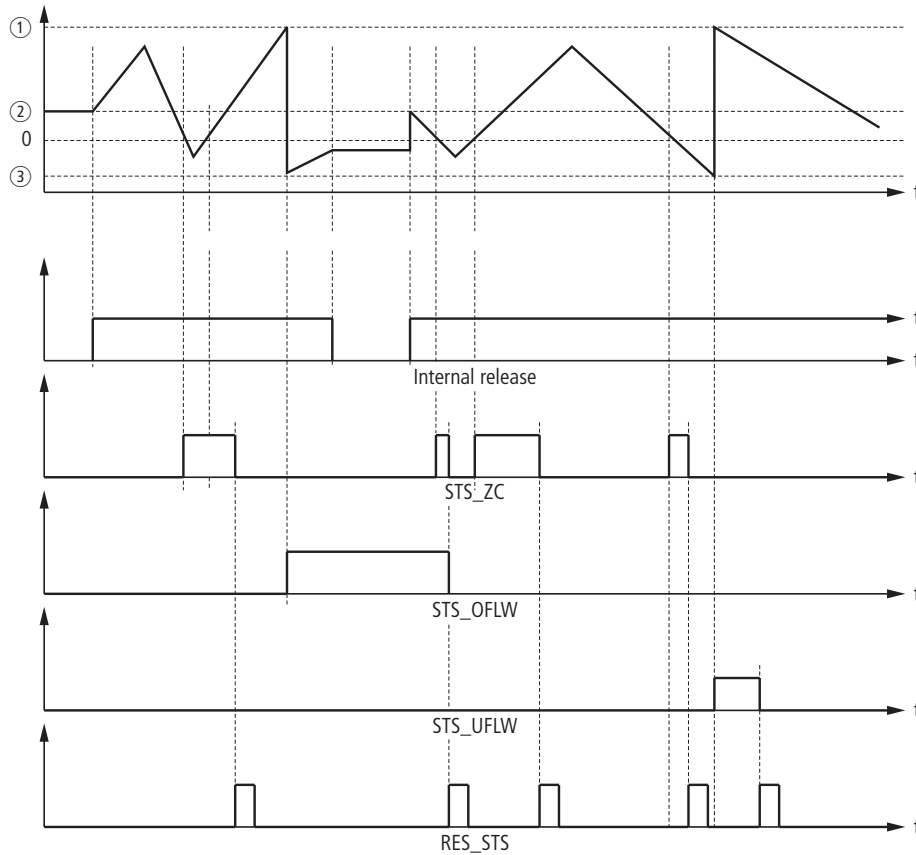 ①
②
0
③
t
t
t
Internal release
t
STS_ZC
t
STS_OFLW
t
STS_UFLW
t
RES_STS